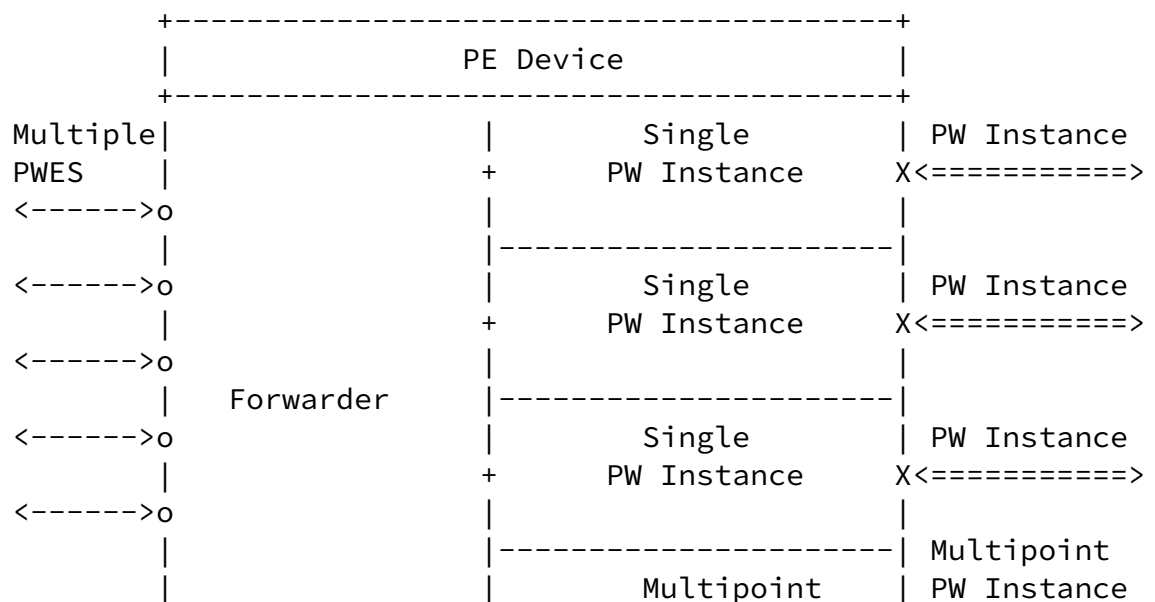 +----------------------------------------+
         |                PE Device               |
         +----------------------------------------+
Multiple|                 |        Single        | PW Instance
PWES     |                 +      PW Instance     X<===========>
<------>o                 |                      |
         |                 |----------------------|
<------>o                 |        Single        | PW Instance
         |                 +      PW Instance     X<===========>
<------>o                 |                      |
         |   Forwarder     |----------------------|
<------>o                 |        Single        | PW Instance
         |                 +      PW Instance     X<===========>
<------>o                 |                      |
         |                 |----------------------| Multipoint
         |                 |        Multipoint    | PW Instance